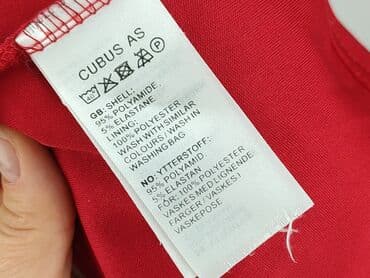 CUBUS AS
GB: SHELL:
95% POLYAMIDE
5% ELASTANE
LINING:
100% POLYESTER
WASH WITH SIMILAR
COLOURS / WASH IN
WASHING BAG
NO: YTTERSTOFF:
95% POLYAMID
5% ELASTAN
FÔR: 100% POLYESTER
VASKES MED LIGNENDE
FARGER / VASKES I
VASKEPOSE